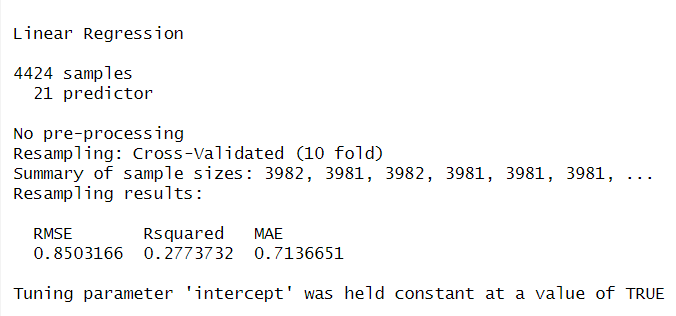 Linear Regression
4424 samples
21 predictor
No pre-processing
Resampling: Cross-Validated (10 fold)
Summary of sample sizes: 3982, 3981, 3982, 3981, 3981, 3981, ...
Resampling results:
RMSE Rsquared MAE
0.8503166 0.2773732 0.7136651
Tuning parameter 'intercept' was held constant at a value of TRUE